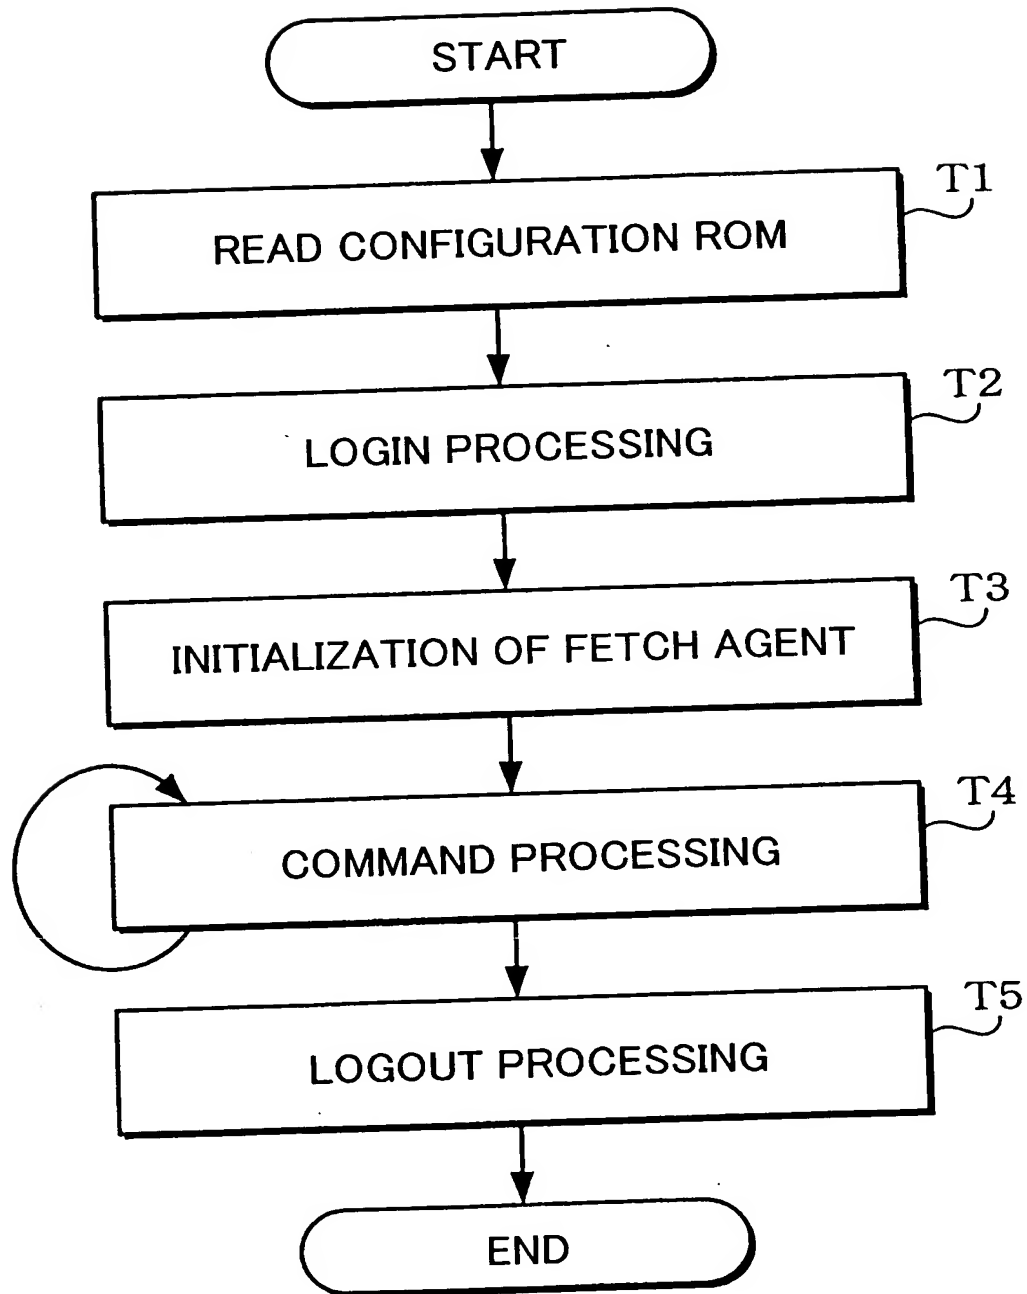 START
T1
READ CONFIGURATION ROM
T2
LOGIN PROCESSING
T3
INITIALIZATION OF FETCH AGENT
T4
COMMAND PROCESSING
T5
LOGOUT PROCESSING
END